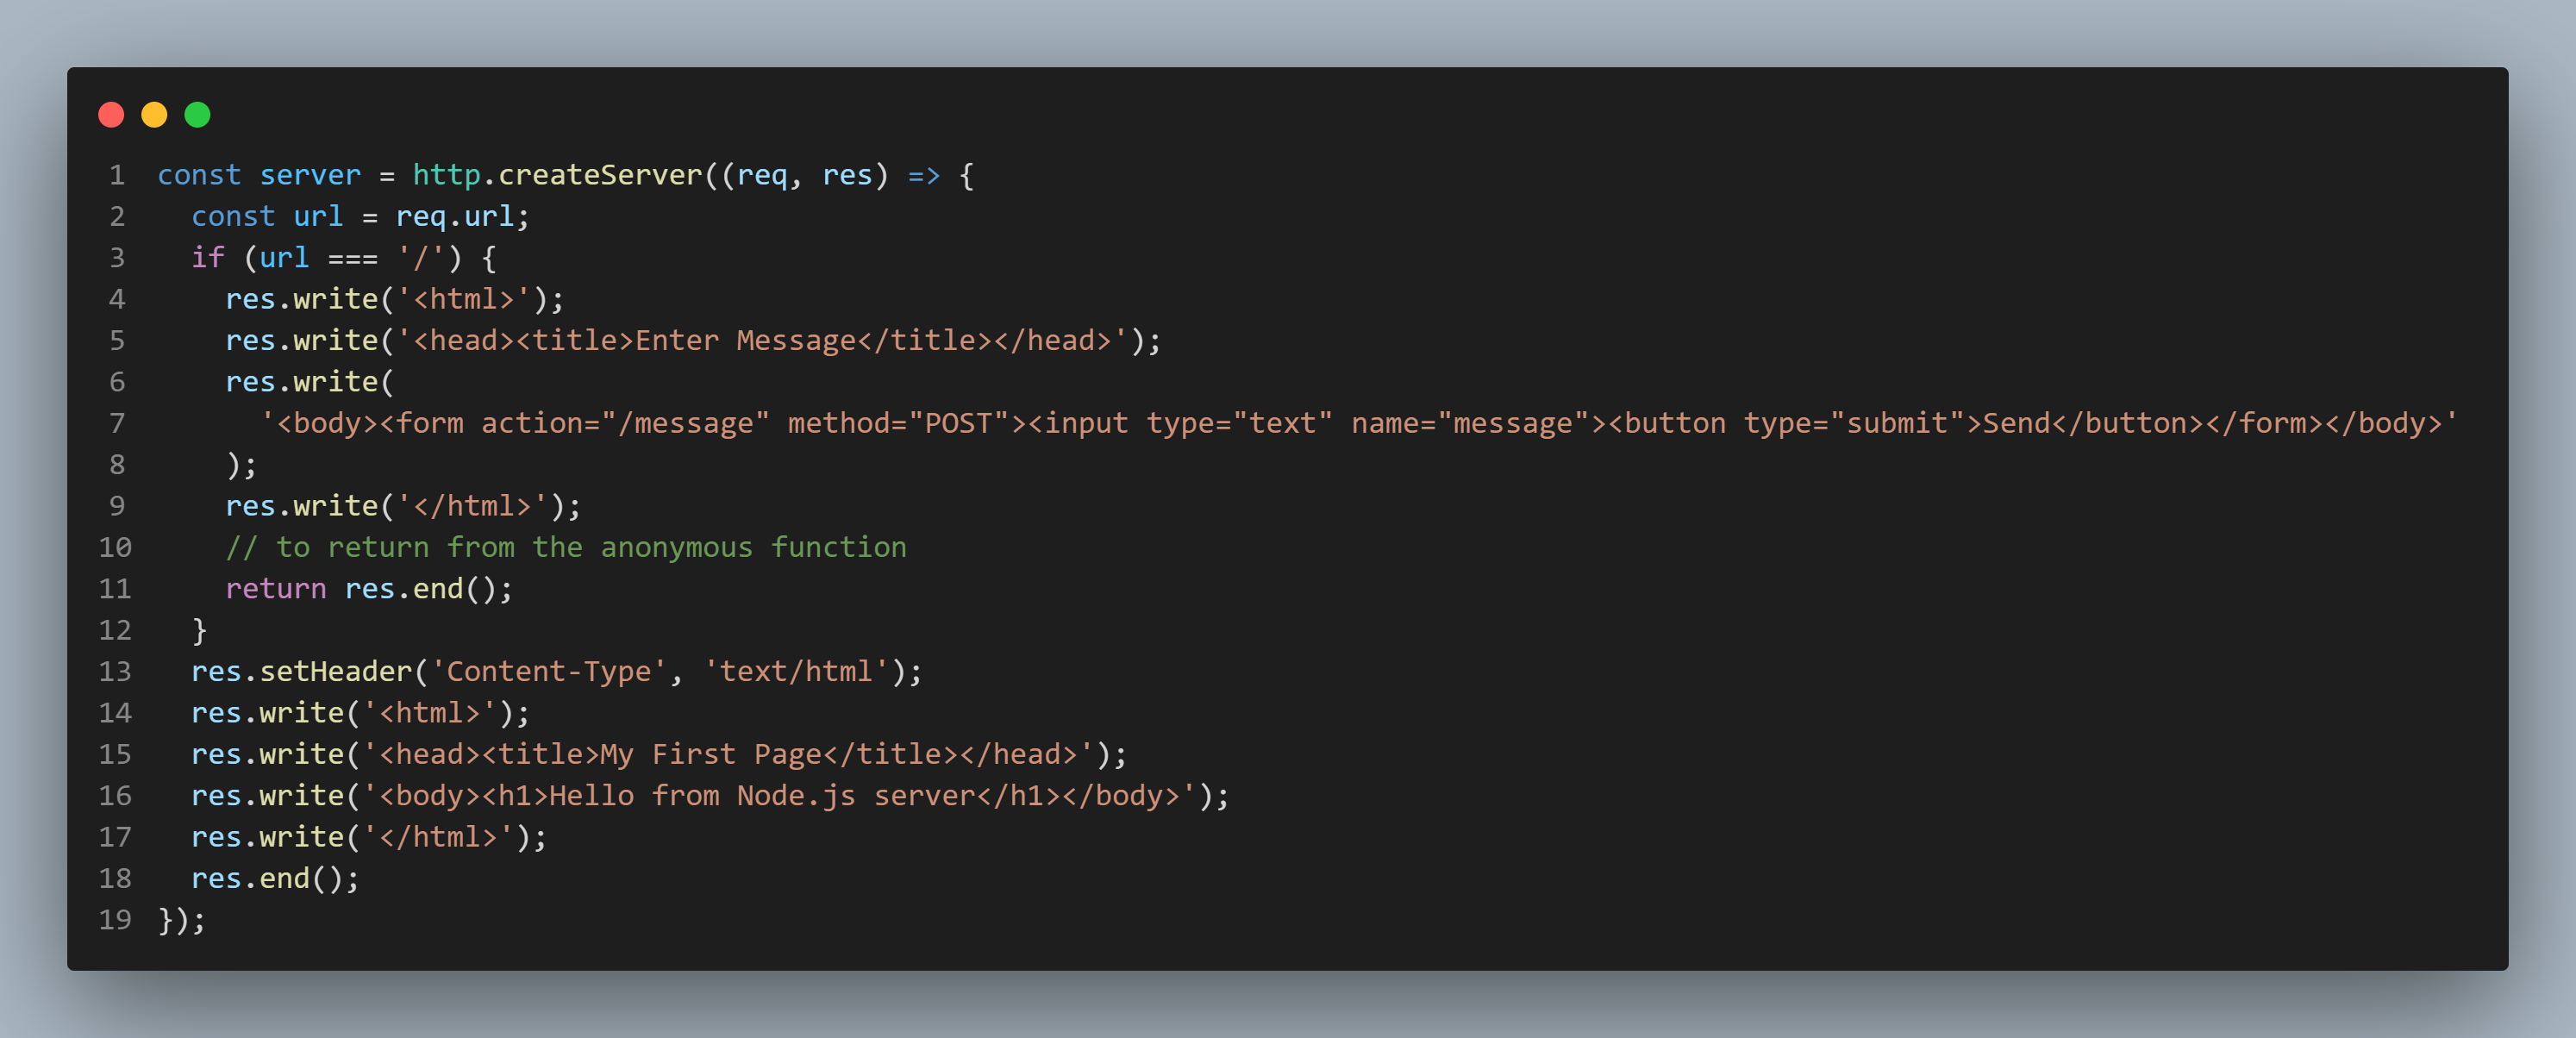 1 const server = http.createServer((req, res) => {
2   const url = req.url;
3   if (url === '/') {
4     res.write('<html>');
5     res.write('<head><title>Enter Message</title></head>');
6     res.write(
7       '<body><form action="/message" method="POST"><input type="text" name="message"><button type="submit">Send</button></form></body>'
8     );
9     res.write('</html>');
10     // to return from the anonymous function
11     return res.end();
12   }
13   res.setHeader('Content-Type', 'text/html');
14   res.write('<html>');
15   res.write('<head><title>My First Page</title></head>');
16   res.write('<body><h1>Hello from Node.js server</h1></body>');
17   res.write('</html>');
18   res.end();
19 });